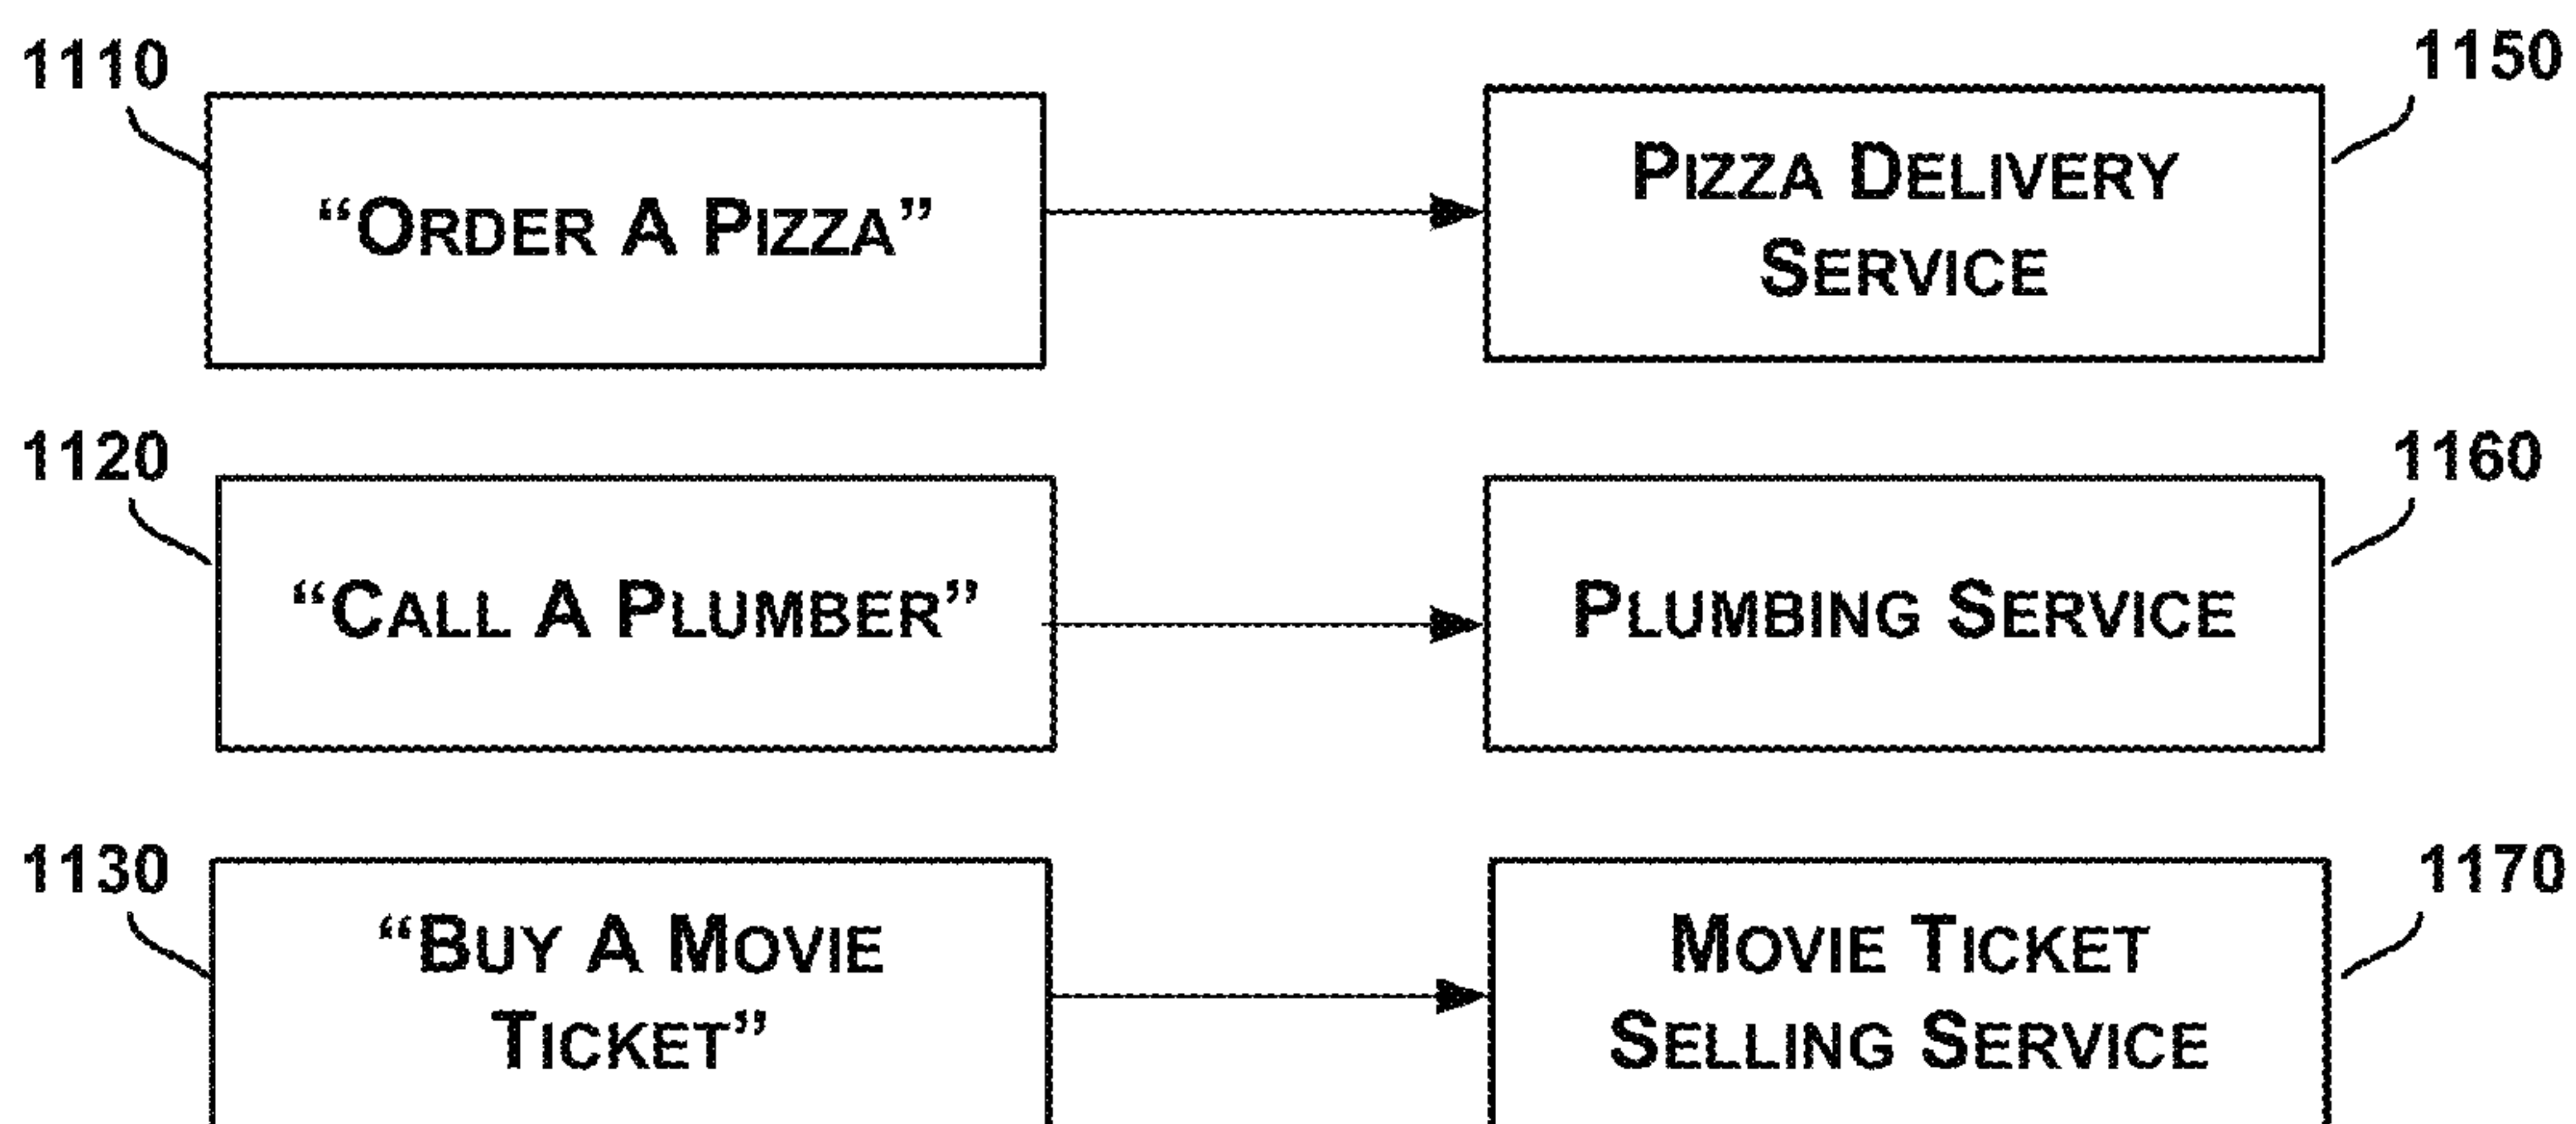 1110
1150
“ORDER A PIZZA”
PIZZA DELIVERY
SERVICE
1120
1160
“CALL A PLUMBER”
PLUMBING SERVICE
1130
1170
“BUY A MOVIE
TICKET”
MOVIE TICKET
SELLING SERVICE